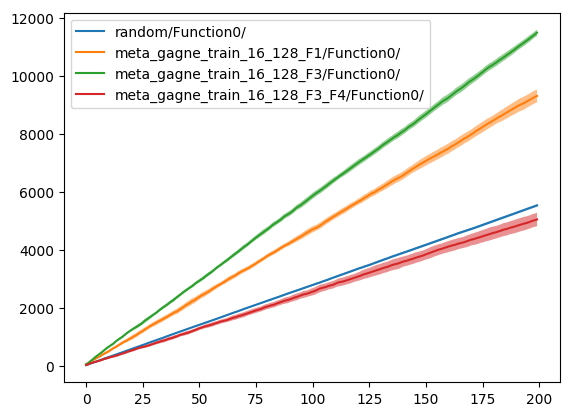 random/Function0/
meta_gagne_train_16_128_F1/Function0/
meta_gagne_train_16_128_F3/Function0/
meta_gagne_train_16_128_F3_F4/Function0/
12000
10000
8000
6000
4000
2000
0
0 25 50 75 100 125 150 175 200